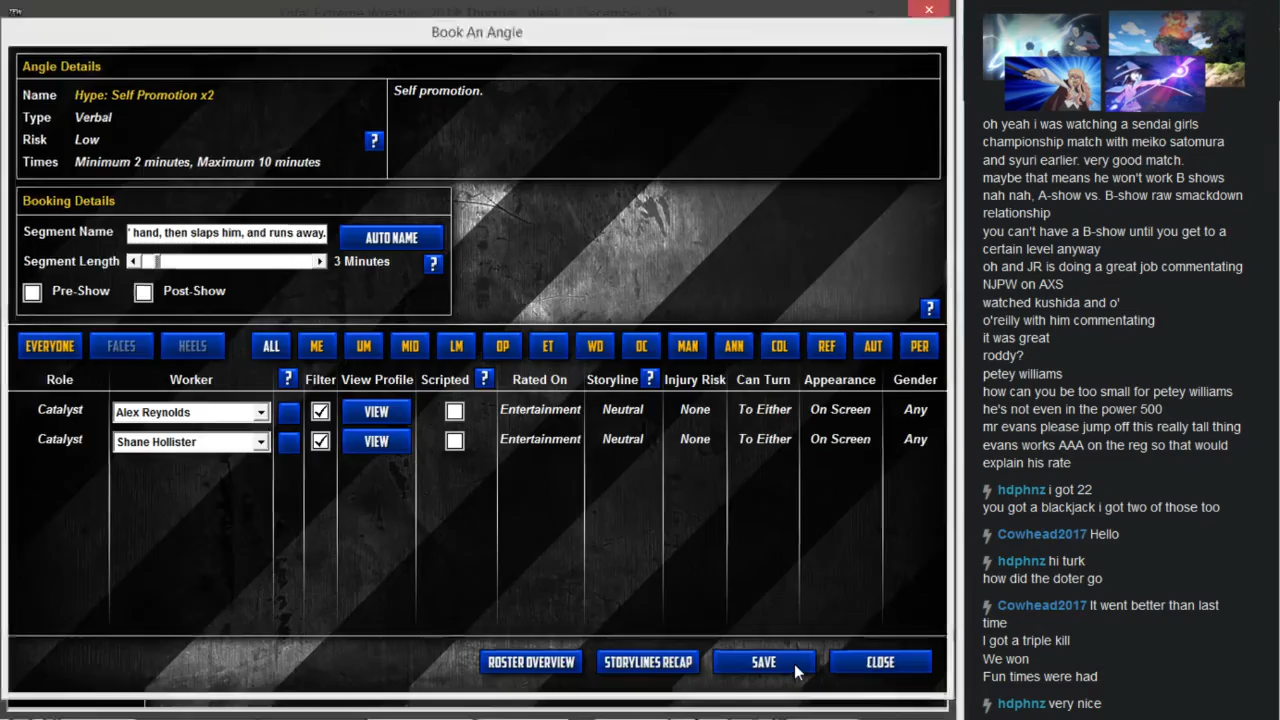 Book An Angle
Angle Details
Name Hype: Self Promotion x2
Type Verbal
Risk Low
Times Minimum 2 minutes, Maximum 10 minutes
?
Self promotion.
Booking Details
Segment Name ' hand, then slaps him, and runs away. AUTO NAME
Segment Length 3 Minutes ?
Pre-Show Post-Show
?
EVERYONE FACES HEELS ALL ME UM MID LM OP ET WD OC MAN ANN COL REF AUT PER
Role Worker ? Filter View Profile Scripted ? Rated On Storyline ? Injury Risk Can Turn Appearance Gender
Catalyst Alex Reynolds VIEW Entertainment Neutral None To Either On Screen Any
Catalyst Shane Hollister VIEW Entertainment Neutral None To Either On Screen Any
ROSTER OVERVIEW STORYLINES RECAP SAVE CLOSE
oh yeah i was watching a sendai girls
championship match with meiko satomura
and syuri earlier. very good match.
maybe that means he won't work B shows
nah nah, A-show vs. B-show raw smackdown
relationship
you can't have a B-show until you get to a
certain level anyway
oh and JR is doing a great job commentating
NJPW on AXS
watched kushida and o'
o'reilly with him commentating
it was great
roddy?
petey williams
how can you be too small for petey williams
he's not even in the power 500
mr evans please jump off this really tall thing
evans works AAA on the reg so that would
explain his rate
hdphnz i got 22
you got a blackjack i got two of those too
Cowhead2017 Hello
hdphnz hi turk
how did the doter go
Cowhead2017 It went better than last
time
I got a triple kill
We won
Fun times were had
hdphnz very nice